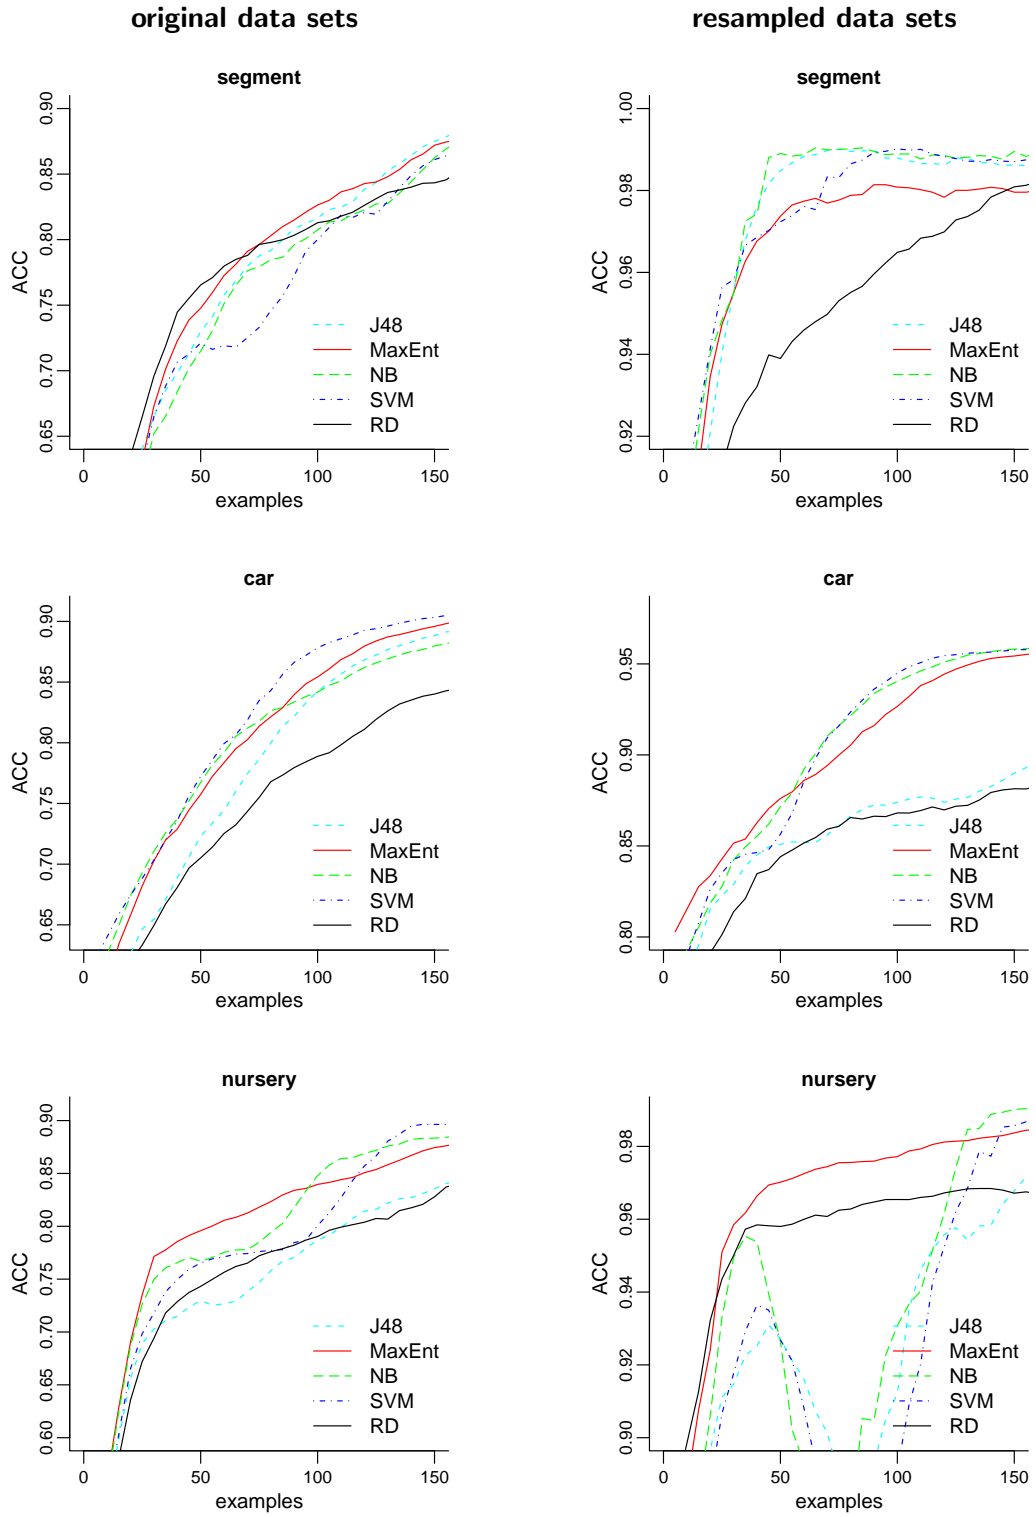 original data sets
resampled data sets
segment
ACC
0.65 0.70 0.75 0.80 0.85 0.90
J48
MaxEnt
NB
SVM
RD
0 50 100 150
examples
segment
ACC
0.92 0.94 0.96 0.98 1.00
J48
MaxEnt
NB
SVM
RD
0 50 100 150
examples
car
ACC
0.65 0.70 0.75 0.80 0.85 0.90
J48
MaxEnt
NB
SVM
RD
0 50 100 150
examples
car
ACC
0.80 0.85 0.90 0.95
J48
MaxEnt
NB
SVM
RD
0 50 100 150
examples
nursery
ACC
0.60 0.65 0.70 0.75 0.80 0.85 0.90
J48
MaxEnt
NB
SVM
RD
0 50 100 150
examples
nursery
ACC
0.90 0.92 0.94 0.96 0.98
J48
MaxEnt
NB
SVM
RD
0 50 100 150
examples